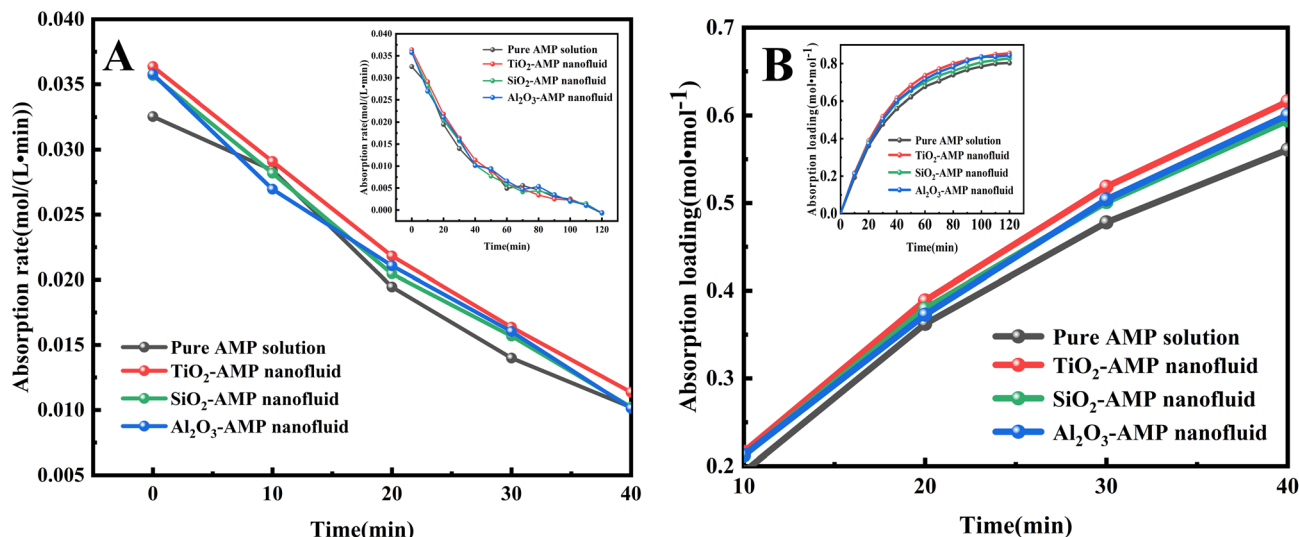 A
Absorption rate(mol/(L•min))
0.040
0.035
0.030
0.025
0.020
0.015
0.010
0.005
0
10
20
30
40
Time(min)
Pure AMP solution
TiO₂-AMP nanofluid
SiO₂-AMP nanofluid
Al₂O₃-AMP nanofluid
Absorption rate(mol/(L•min))
0.040
0.035
0.030
0.025
0.020
0.015
0.010
0.005
0.000
0
20
40
60
80
100
120
Time(min)
Pure AMP solution
TiO₂-AMP nanofluid
SiO₂-AMP nanofluid
Al₂O₃-AMP nanofluid
B
Absorption loading(mol•mol⁻¹)
0.7
0.6
0.5
0.4
0.3
0.2
10
20
30
40
Time(min)
Pure AMP solution
TiO₂-AMP nanofluid
SiO₂-AMP nanofluid
Al₂O₃-AMP nanofluid
Absorption loading(mol•mol⁻¹)
0.8
0.6
0.4
0.2
0.0
0
20
40
60
80
100
120
Time(min)
Pure AMP solution
TiO₂-AMP nanofluid
SiO₂-AMP nanofluid
Al₂O₃-AMP nanofluid